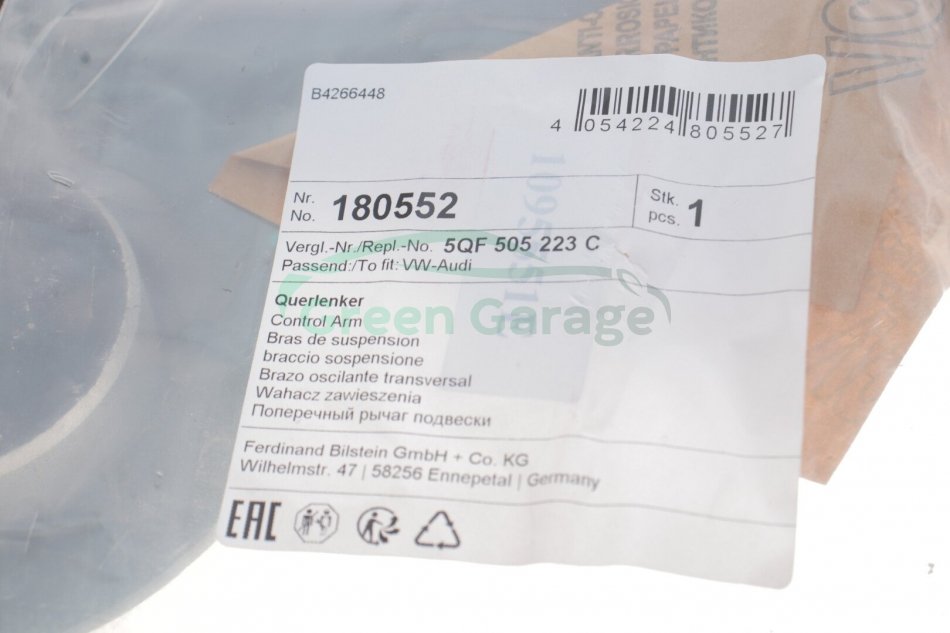 B4266448
4 054224 805527
Nr.
No. 180552
Stk.
pcs. 1
Vergl.-Nr./Repl.-No. 5QF 505 223 C
Passend:/To fit: VW-Audi
Querlenker
Control Arm
Bras de suspension
braccio sospensione
Brazo oscilante transversal
Wahacz zawieszenia
Поперечный рычаг подвески
Green Garage
Ferdinand Bilstein GmbH + Co. KG
Wilhelmstr. 47 | 58256 Ennepetal | Germany
EAC